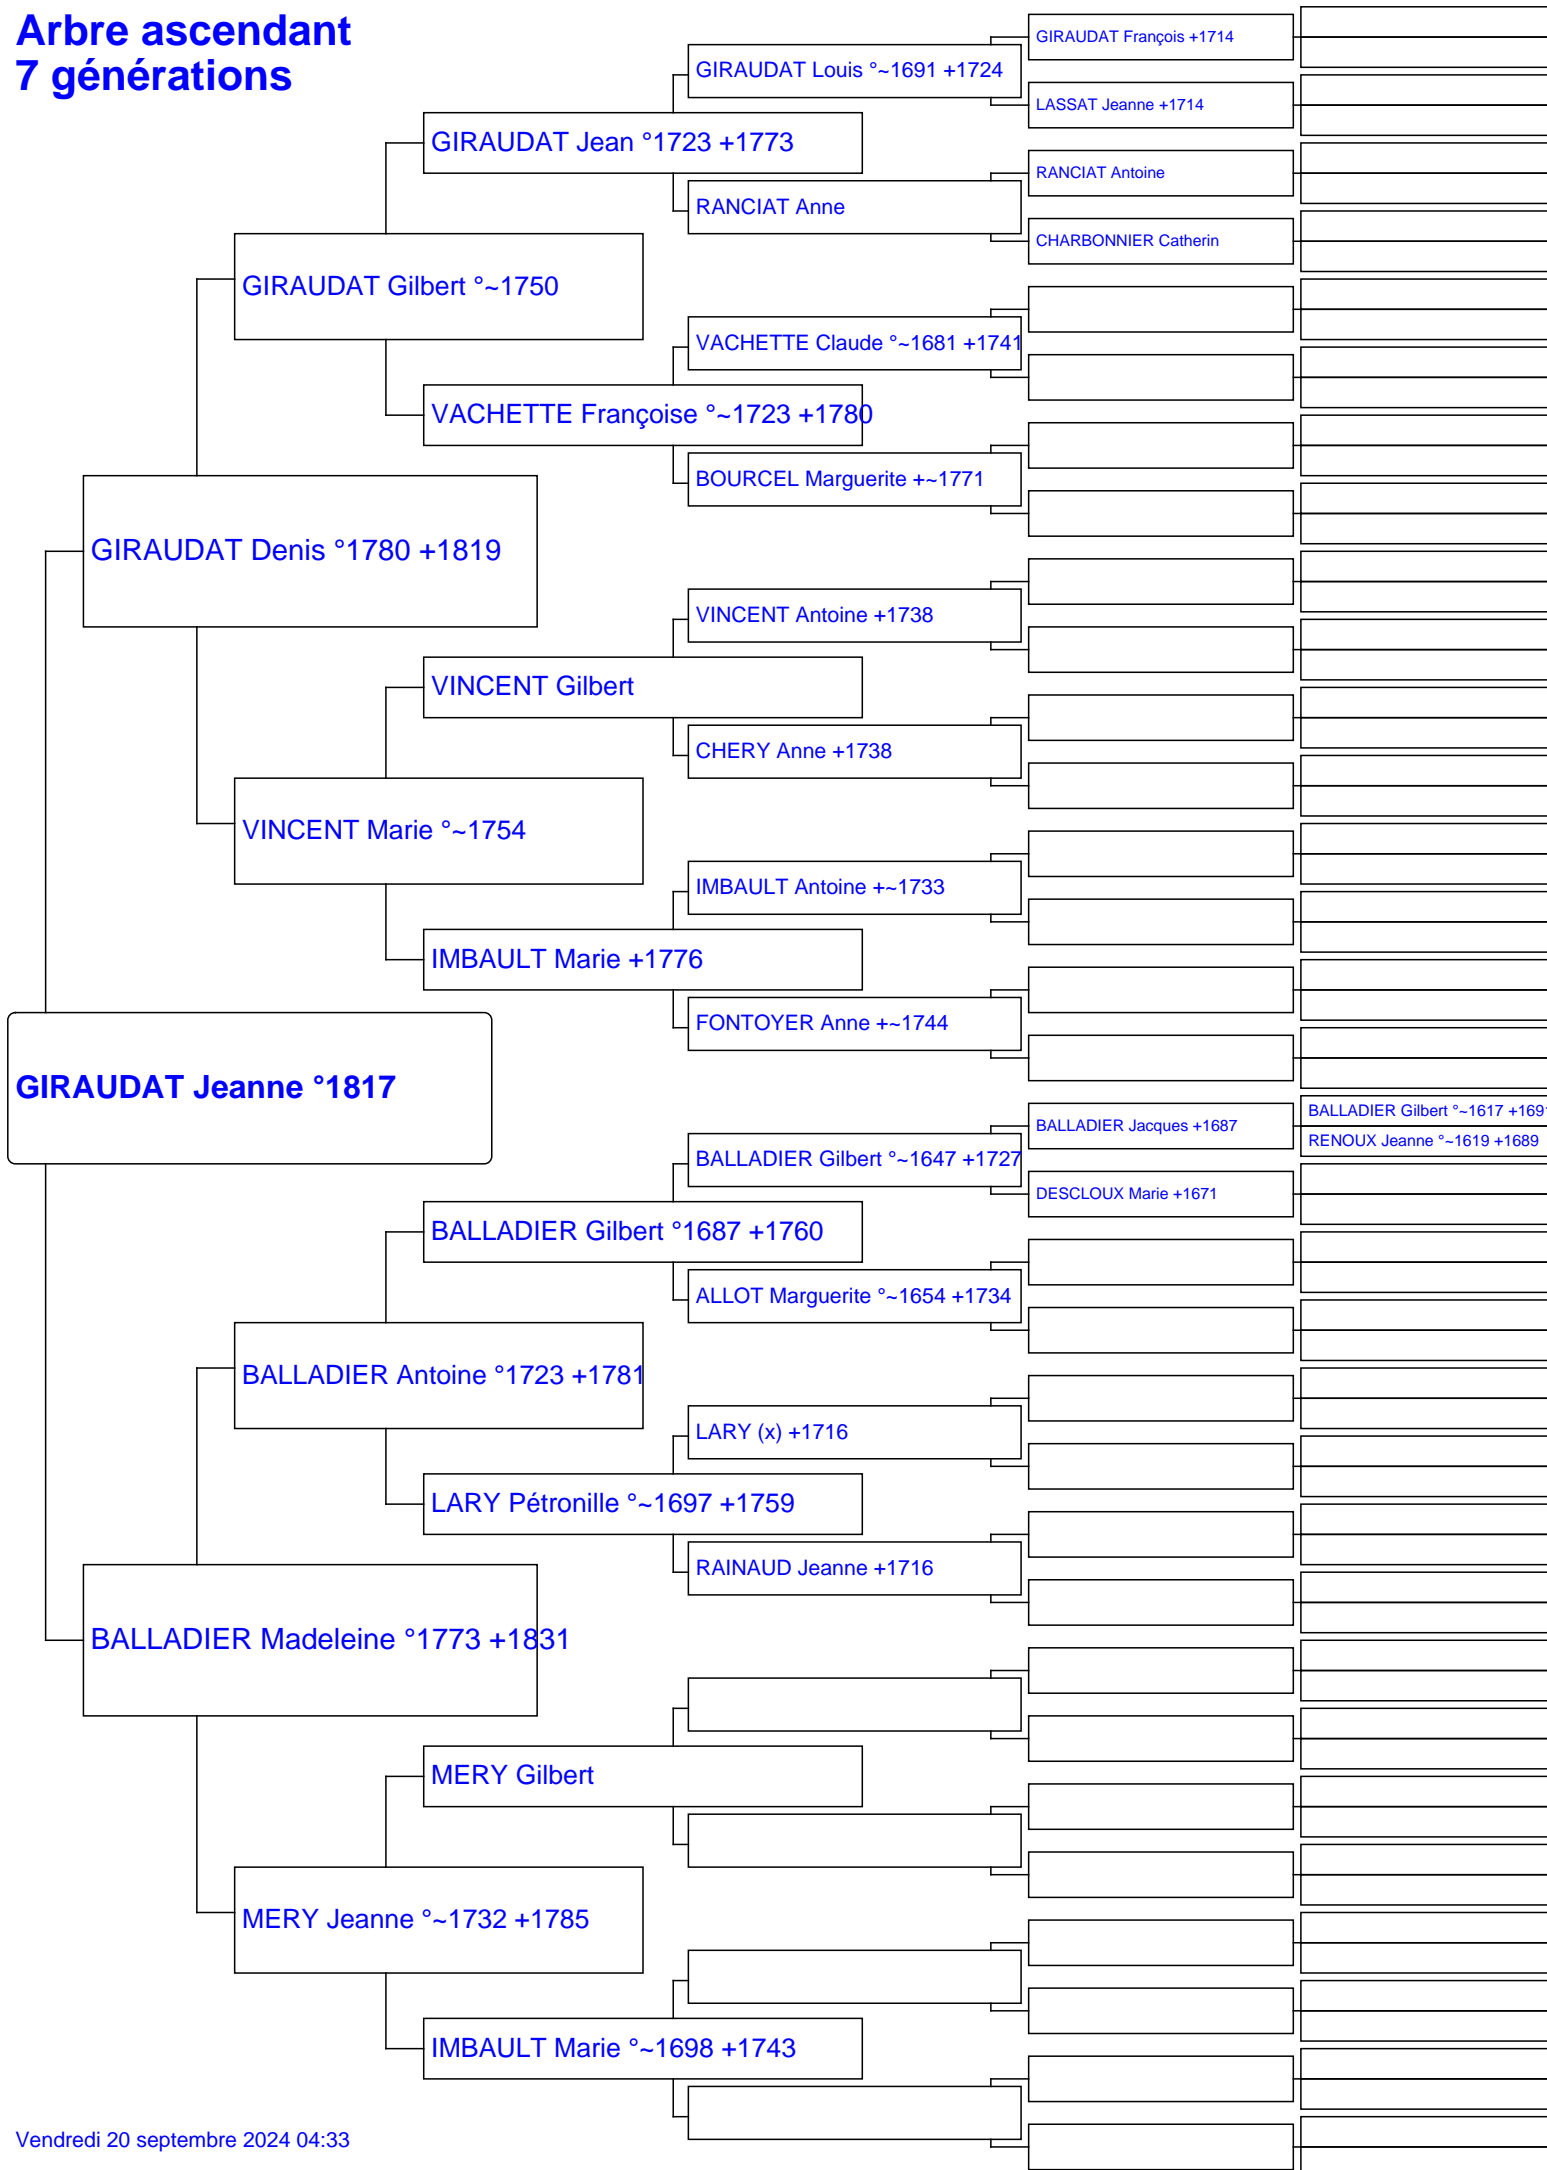 Arbre ascendant
7 générations
GIRAUDAT François +1714
GIRAUDAT Louis °~1691 +1724
LASSAT Jeanne +1714
GIRAUDAT Jean °1723 +1773
RANCIAT Antoine
RANCIAT Anne
CHARBONNIER Catherin
GIRAUDAT Gilbert °~1750
VACHETTE Claude °~1681 +1741
VACHETTE Françoise °~1723 +1780
BOURCEL Marguerite +~1771
GIRAUDAT Denis °1780 +1819
VINCENT Antoine +1738
VINCENT Gilbert
CHERY Anne +1738
VINCENT Marie °~1754
IMBAULT Antoine +~1733
IMBAULT Marie +1776
FONTOYER Anne +~1744
GIRAUDAT Jeanne °1817
BALLADIER Gilbert °~1617 +169
BALLADIER Jacques +1687
RENOUX Jeanne °~1619 +1689
BALLADIER Gilbert °~1647 +1727
DESCLOUX Marie +1671
BALLADIER Gilbert °1687 +1760
ALLOT Marguerite °~1654 +1734
BALLADIER Antoine °1723 +1781
LARY (x) +1716
LARY Pétronille °~1697 +1759
RAINAUD Jeanne +1716
BALLADIER Madeleine °1773 +1831
MERY Gilbert
MERY Jeanne °~1732 +1785
IMBAULT Marie °~1698 +1743
Vendredi 20 septembre 2024 04:33